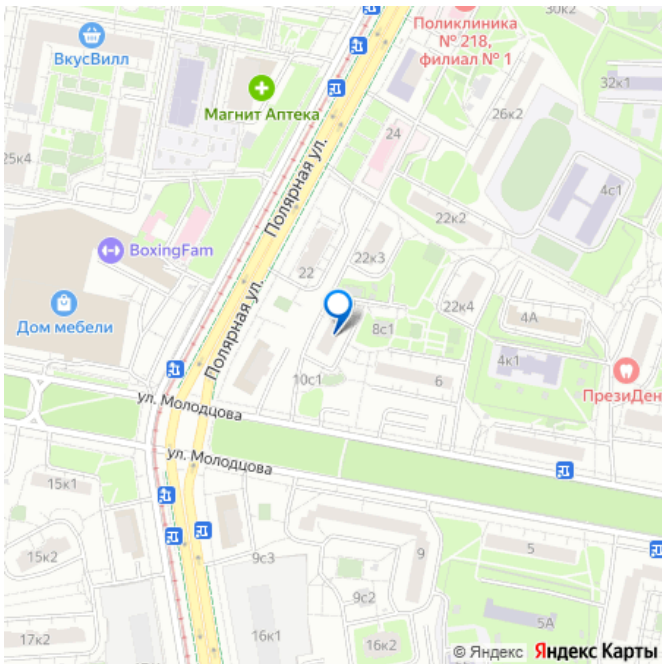 Поликлиника
№ 218,
филиал № 1
30к2
ВкусВилл
32к1
Магнит Аптека
26к2
24
25к4
4с1
Полярная ул.
22к2
BoxingFam
22к3
22
22к4
Полярная ул.
Дом мебели
8с1
4А
4к1
10с1
6
ПрезиДен
ул. Молодцова
ул. Молодцова
15к1
15к2
9с3
9
5
9с2
5А
17к2
16к1
16к2
© Яндекс Яндекс Карты